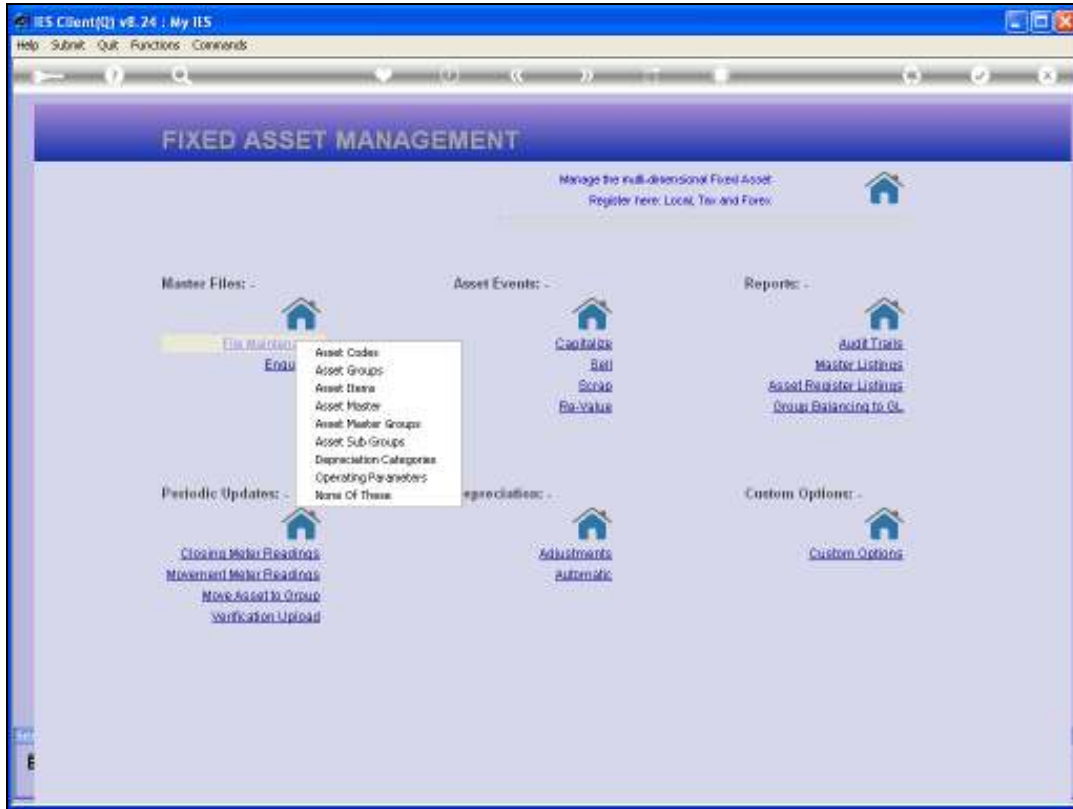 IES Client(Q) v8.24 : My IES
Help Submit Quit Functions Commands
FIXED ASSET MANAGEMENT
Manage the multi-dimensional Fixed Asset
Register here: Local, Tax and Forex
Master Files: -
Asset Events: -
Reports: -
File Mainten
Capitalize
Audit Trails
Enqu
Sell
Master Listings
Scrap
Asset Register Listings
Re-Value
Group Balancing to GL
Asset Codes
Asset Groups
Asset Items
Asset Master
Asset Master Groups
Asset Sub Groups
Depreciation Categories
Operating Parameters
None Of These
Periodic Updates: -
epreciation: -
Custom Options: -
Closing Meter Readings
Adjustments
Custom Options
Movement Meter Readings
Automatic
Move Asset to Group
Verification Upload